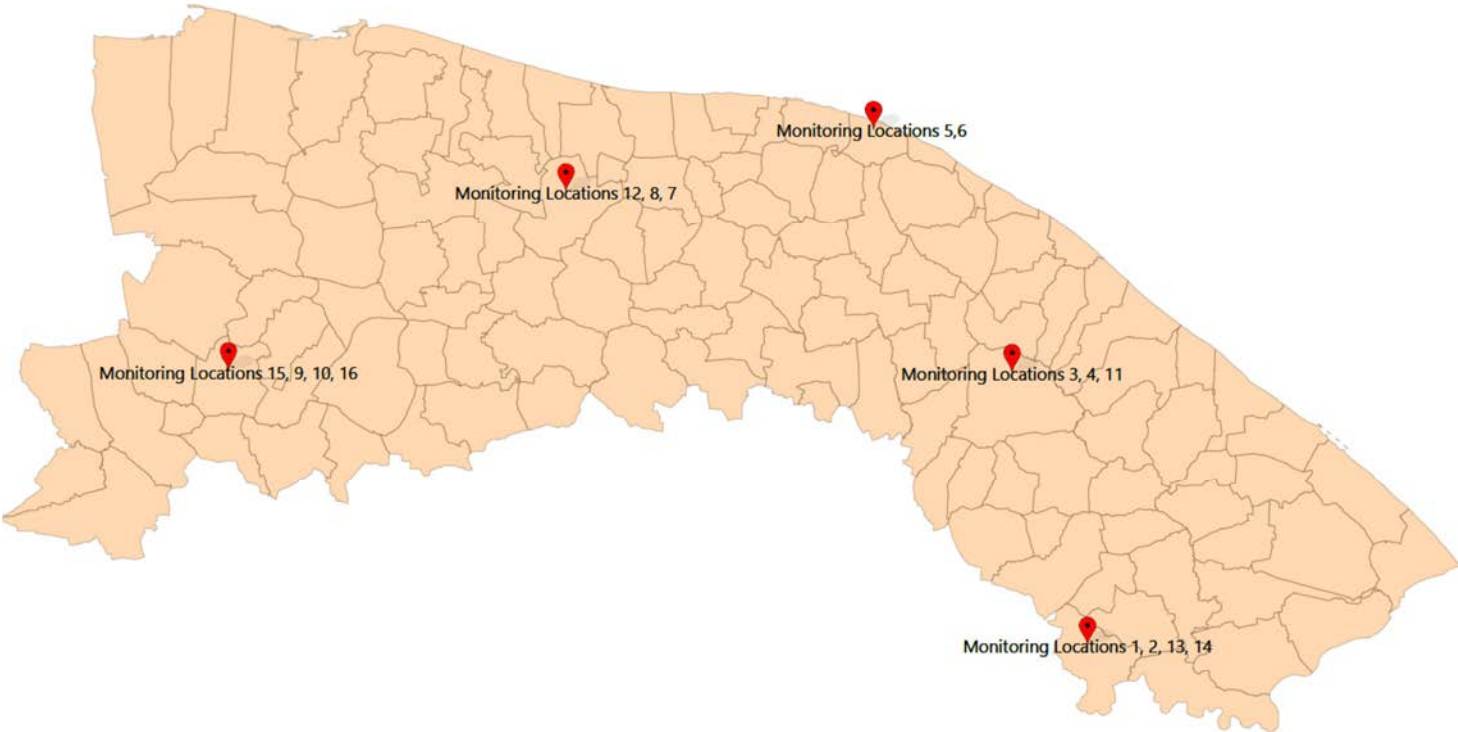 Monitoring Locations 5,6
Monitoring Locations 12, 8, 7
Monitoring Locations 15, 9, 10, 16
Monitoring Locations 3, 4, 11
Monitoring Locations 1, 2, 13, 14